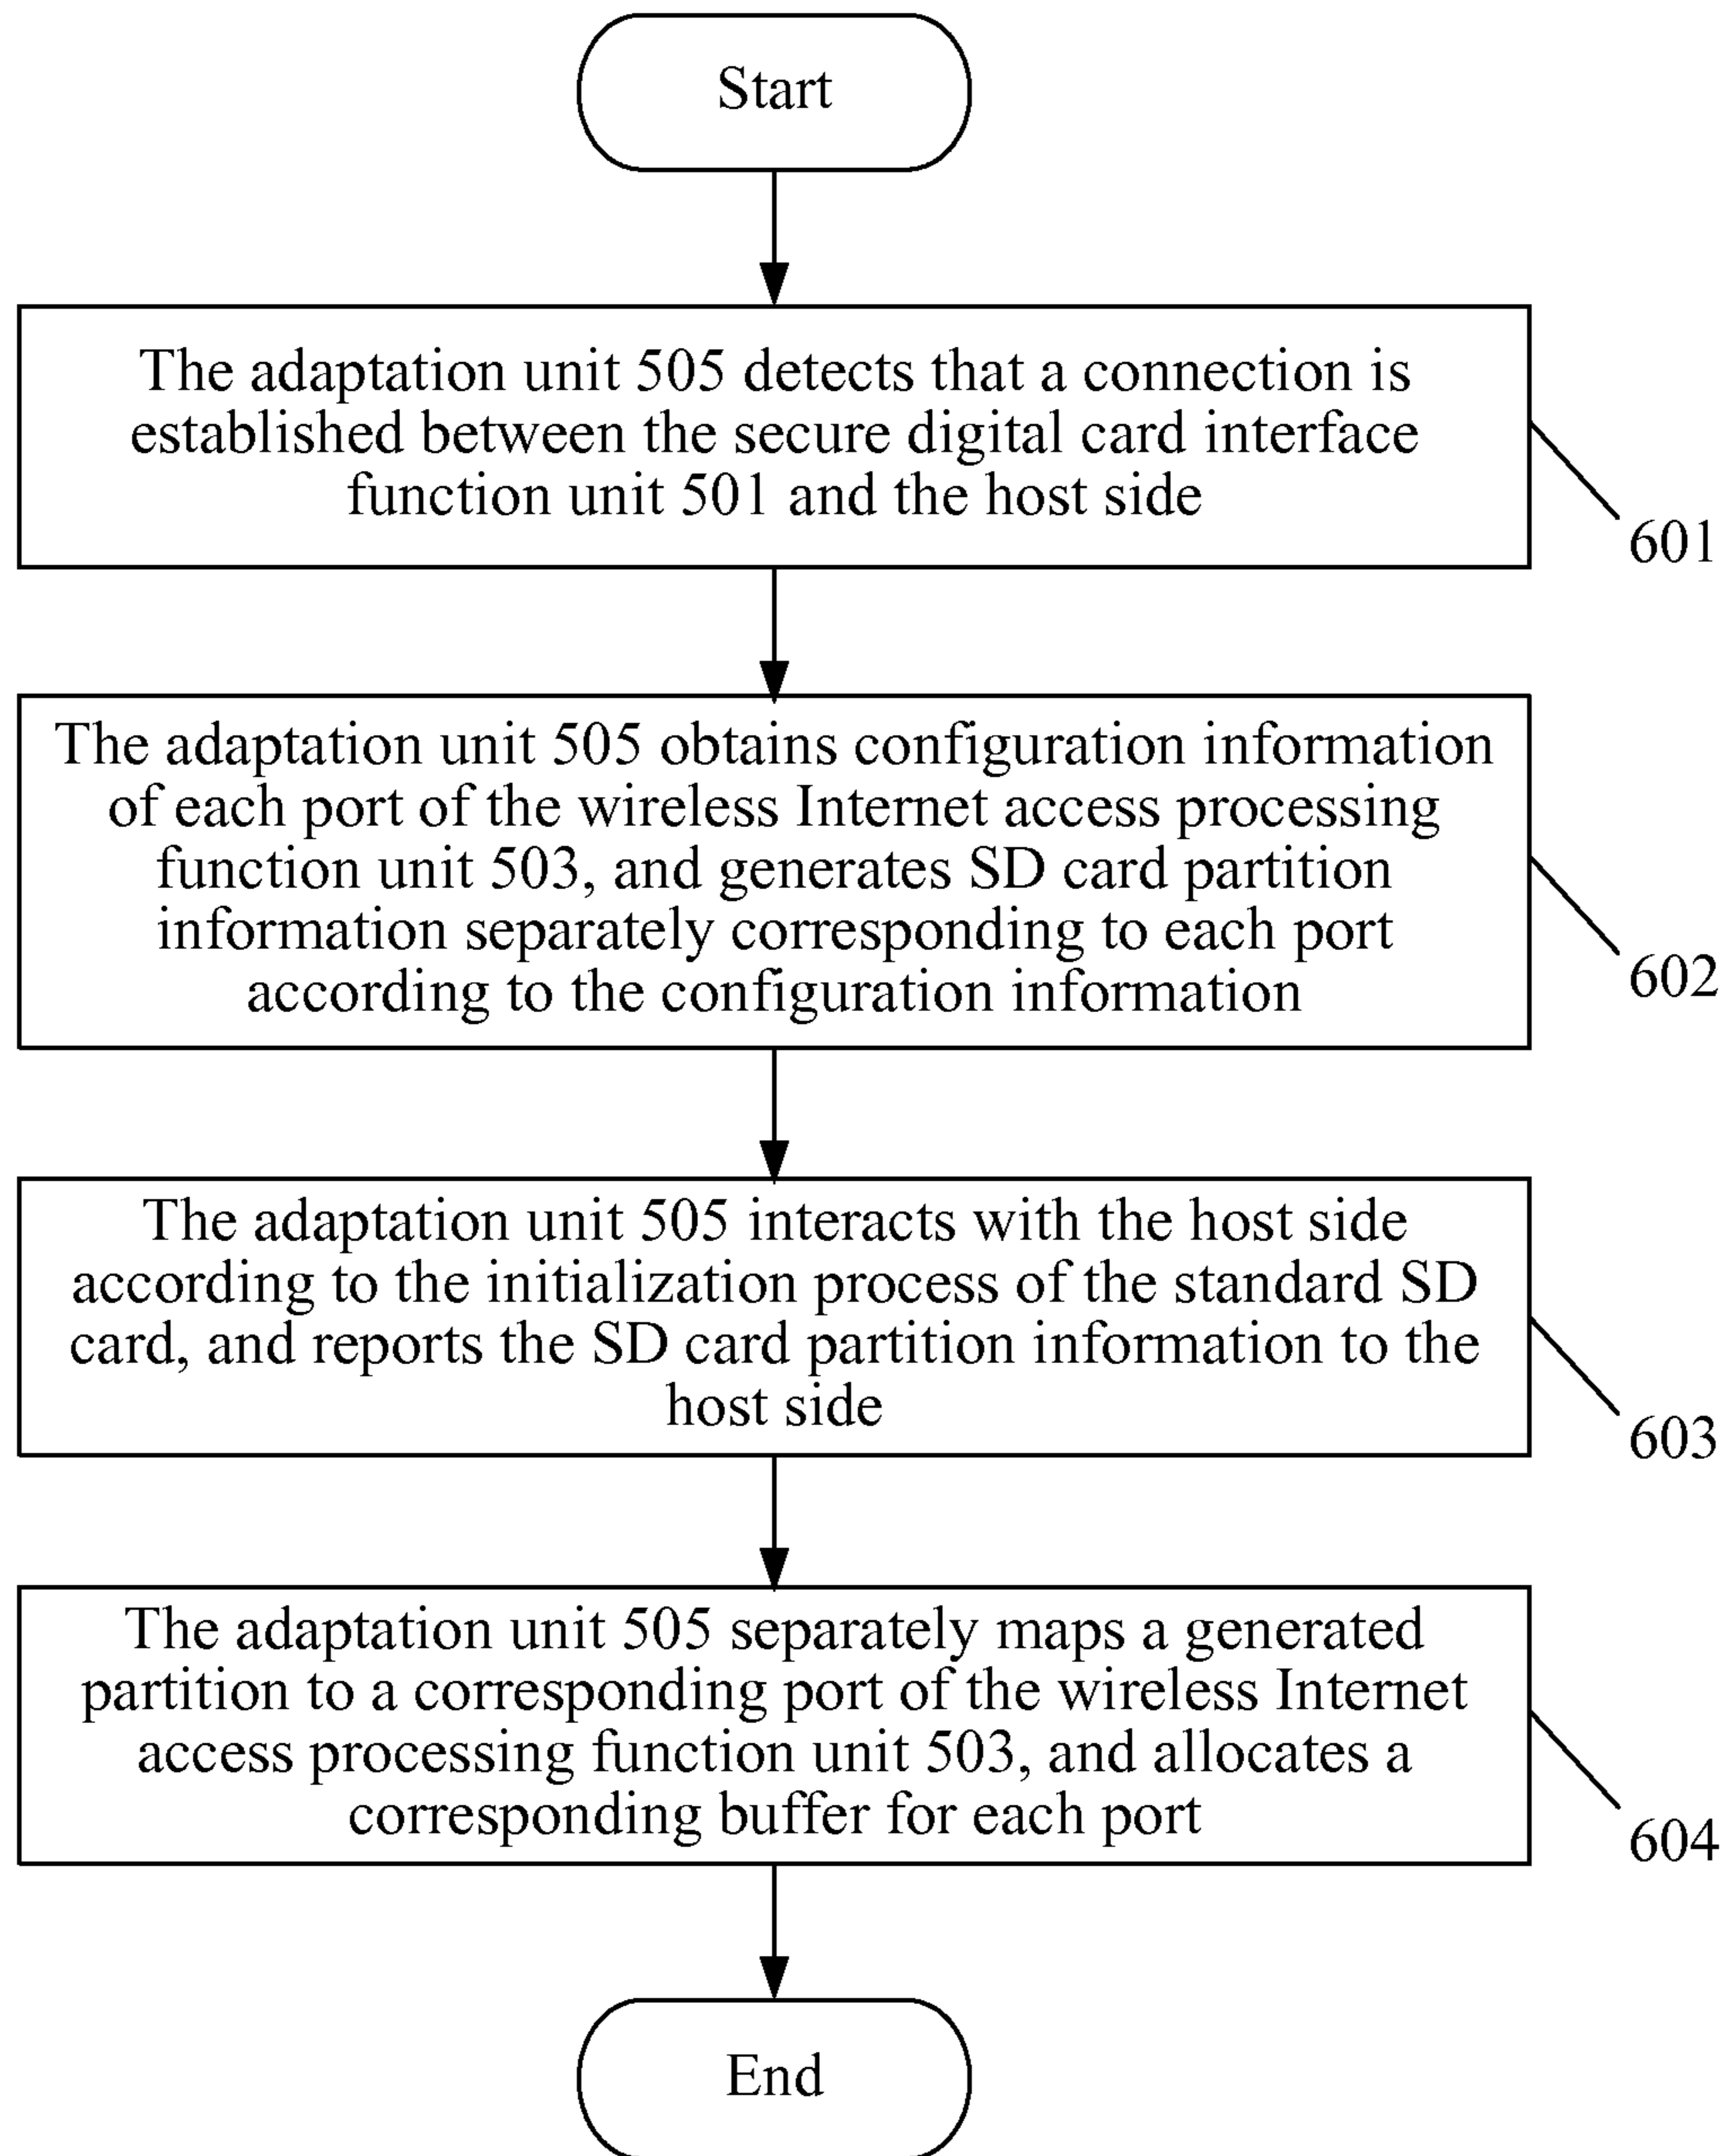 Start
The adaptation unit 505 detects that a connection is
established between the secure digital card interface
function unit 501 and the host side
601
The adaptation unit 505 obtains configuration information
of each port of the wireless Internet access processing
function unit 503, and generates SD card partition
information separately corresponding to each port
according to the configuration information
602
The adaptation unit 505 interacts with the host side
according to the initialization process of the standard SD
card, and reports the SD card partition information to the
host side
603
The adaptation unit 505 separately maps a generated
partition to a corresponding port of the wireless Internet
access processing function unit 503, and allocates a
corresponding buffer for each port
604
End